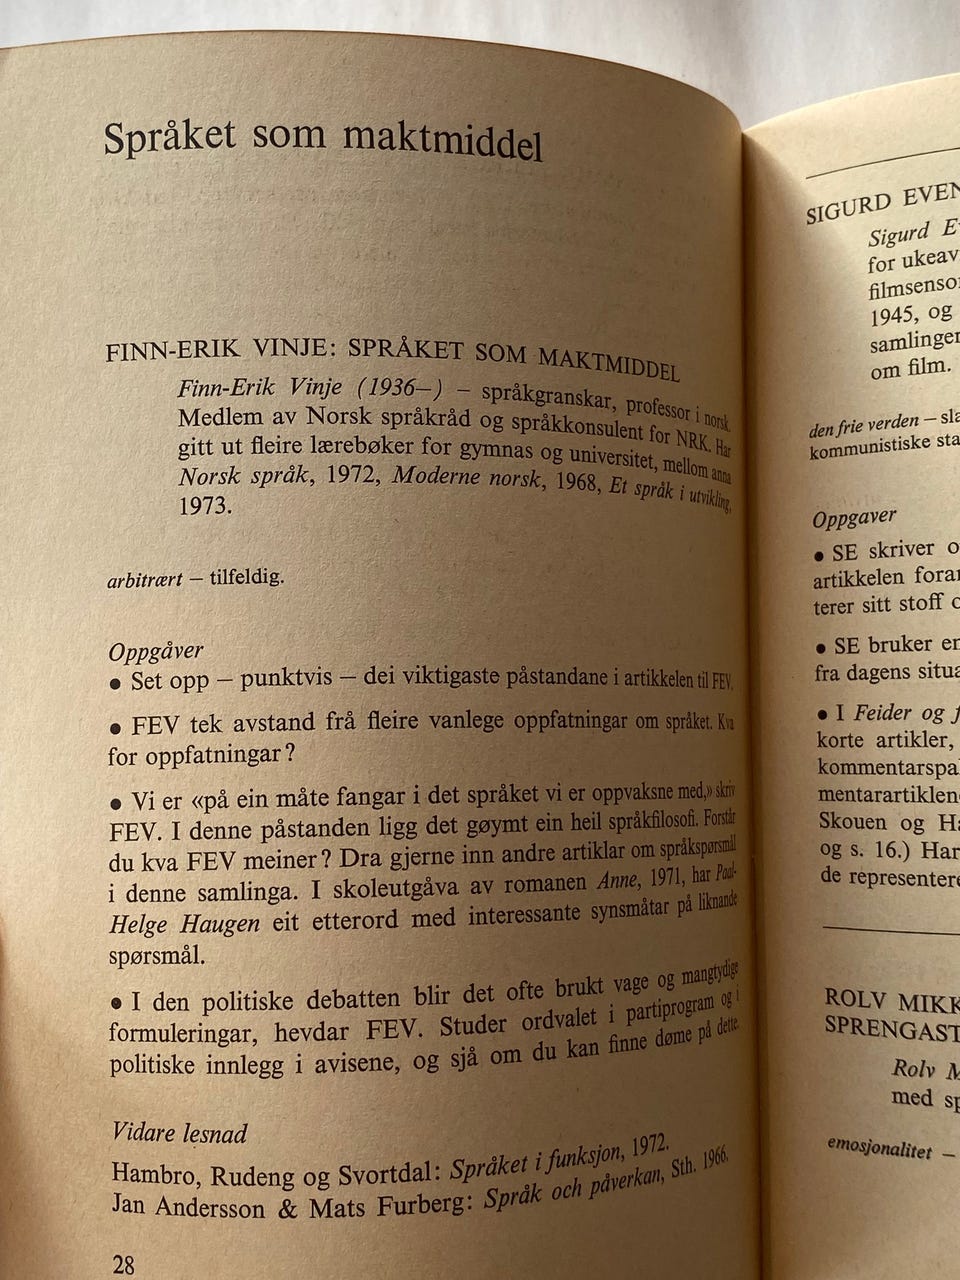 Språket som maktmiddel
FINN-ERIK VINJE: SPRÅKET SOM MAKTMIDDEL
Finn-Erik Vinje (1936–) – språkgranskar, professor i norsk.
Medlem av Norsk språkråd og språkkonsulent for NRK. Har
gitt ut fleire lærebøker for gymnas og universitet, mellom anna
Norsk språk, 1972, Moderne norsk, 1968, Et språk i utvikling,
1973.
arbitrært – tilfeldig.
Oppgåver
• Set opp – punktvis – dei viktigaste påstandane i artikkelen til FEV.
• FEV tek avstand frå fleire vanlege oppfatningar om språket. Kva
for oppfatningar?
• Vi er «på ein måte fangar i det språket vi er oppvaksne med,» skriv
FEV. I denne påstanden ligg det gøymt ein heil språkfilosofi. Forstår
du kva FEV meiner? Dra gjerne inn andre artiklar om språkspørsmål
i denne samlinga. I skoleutgåva av romanen Anne, 1971, har Paal-
Helge Haugen eit etterord med interessante synsmåtar på liknande
spørsmål.
• I den politiske debatten blir det ofte brukt vage og mangtydige
formuleringar, hevdar FEV. Studer ordvalet i partiprogram og i
politiske innlegg i avisene, og sjå om du kan finne døme på dette.
Vidare lesnad
Hambro, Rudeng og Svortdal: Språket i funksjon, 1972.
Jan Andersson & Mats Furberg: Språk och påverkan, Sth. 1966.
28
SIGURD EVEN
Sigurd
for ukeav
filmsenso
1945, og
samlinger
om film.
den frie verden – sla
kommunistiske sta
Oppgaver
• SE skriver o
artikkelen forar
terer sitt stoff o
• SE bruker en
fra dagens situa
• I Feider og f
korte artikler,
kommentarspal
mentarartiklene
Skouen og Ha
og s. 16.) Har
de representere
ROLV MIKK
SPRENGAST
Rolv M
med sp
emosjonalitet –